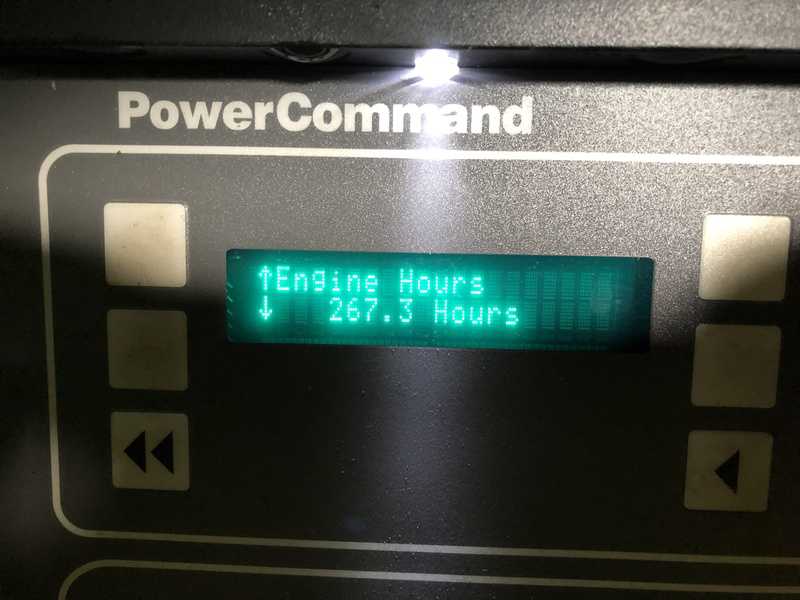 PowerCommand
↑Engine Hours
↓ 267.3 Hours